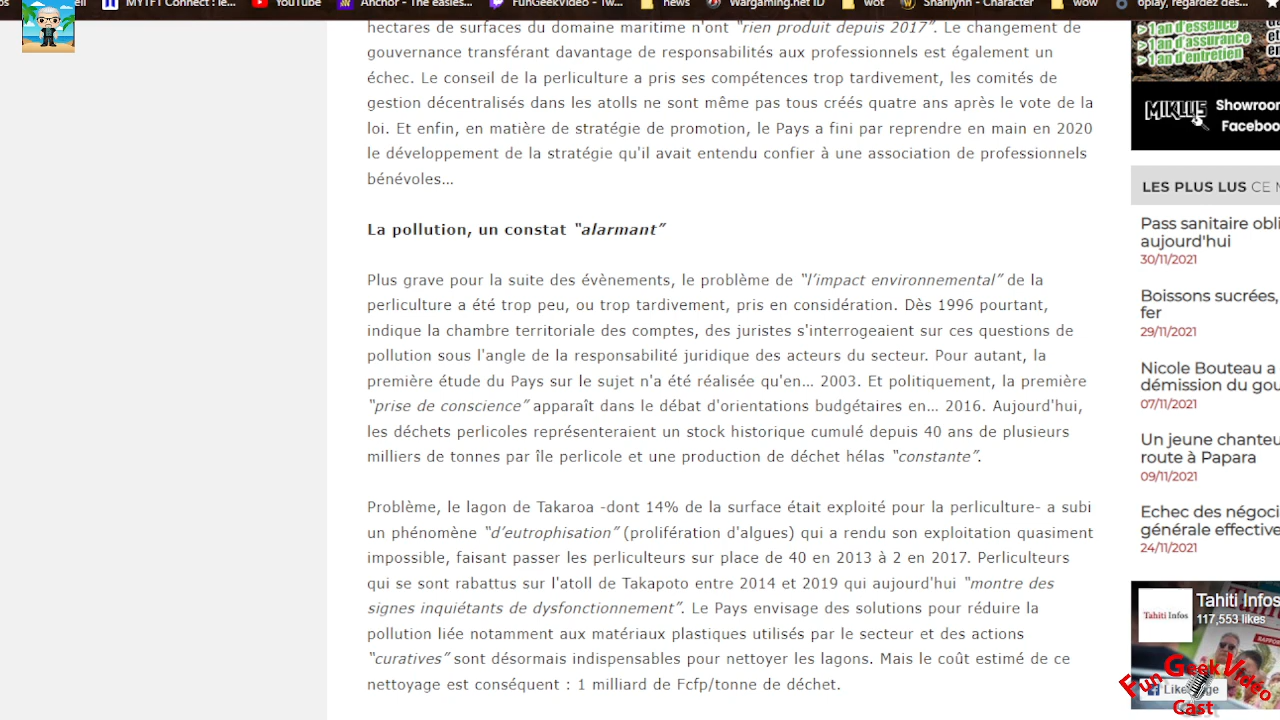 MYTFT Connect : le...
YouTube
Anchor - The easies...
FunGeekVideo - Tw...
news
Wargaming.net ID
wot
Sharilynn - Character
wow
6play, regardez des...
hectares de surfaces du domaine maritime n'ont “rien produit depuis 2017”. Le changement de
gouvernance transférant davantage de responsabilités aux professionnels est également un
échec. Le conseil de la perliculture a pris ses compétences trop tardivement, les comités de
gestion décentralisés dans les atolls ne sont même pas tous créés quatre ans après le vote de la
loi. Et enfin, en matière de stratégie de promotion, le Pays a fini par reprendre en main en 2020
le développement de la stratégie qu'il avait entendu confier à une association de professionnels
bénévoles…
La pollution, un constat “alarmant”
Plus grave pour la suite des évènements, le problème de “l’impact environnemental” de la
perliculture a été trop peu, ou trop tardivement, pris en considération. Dès 1996 pourtant,
indique la chambre territoriale des comptes, des juristes s'interrogeaient sur ces questions de
pollution sous l'angle de la responsabilité juridique des acteurs du secteur. Pour autant, la
première étude du Pays sur le sujet n'a été réalisée qu'en… 2003. Et politiquement, la première
“prise de conscience” apparaît dans le débat d'orientations budgétaires en… 2016. Aujourd'hui,
les déchets perlicoles représenteraient un stock historique cumulé depuis 40 ans de plusieurs
milliers de tonnes par île perlicole et une production de déchet hélas “constante”.
Problème, le lagon de Takaroa -dont 14% de la surface était exploité pour la perliculture- a subi
un phénomène “d’eutrophisation” (prolifération d'algues) qui a rendu son exploitation quasiment
impossible, faisant passer les perliculteurs sur place de 40 en 2013 à 2 en 2017. Perliculteurs
qui se sont rabattus sur l'atoll de Takapoto entre 2014 et 2019 qui aujourd'hui “montre des
signes inquiétants de dysfonctionnement”. Le Pays envisage des solutions pour réduire la
pollution liée notamment aux matériaux plastiques utilisés par le secteur et des actions
“curatives” sont désormais indispensables pour nettoyer les lagons. Mais le coût estimé de ce
nettoyage est conséquent : 1 milliard de Fcfp/tonne de déchet.
> 1 an d'essence
> 1 an d'assurance
> 1 an d'entretien
et
MIKLUS
Showroom
Faceboo
LES PLUS LUS CE M
Pass sanitaire obli
aujourd'hui
30/11/2021
Boissons sucrées,
fer
29/11/2021
Nicole Bouteau a
démission du gou
07/11/2021
Un jeune chanteu
route à Papara
09/11/2021
Echec des négoci
générale effective
24/11/2021
Tahiti Infos
Tahiti Infos
117,553 likes
Like Page
Fun Geek Vidéo
Cast